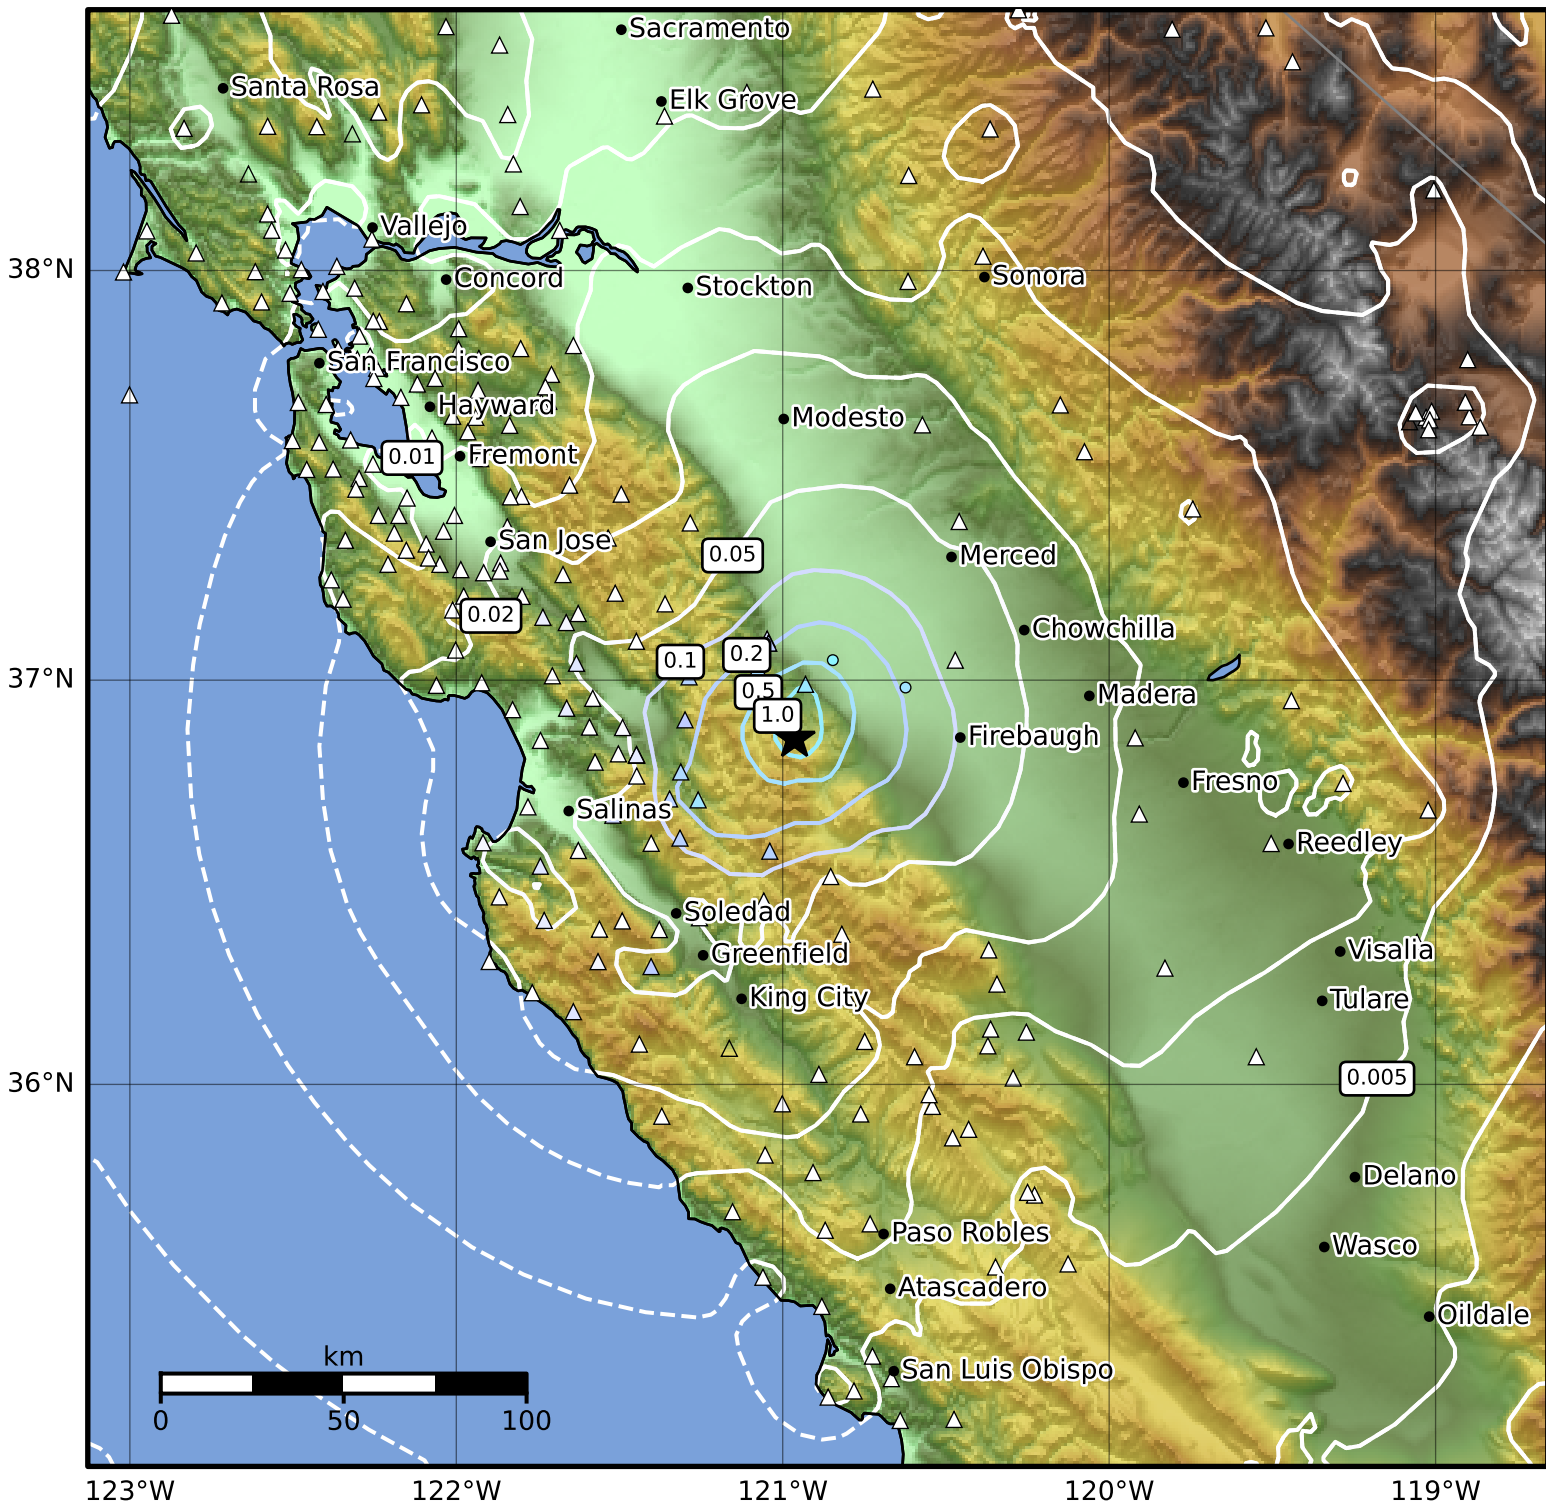 Sacramento
Santa Rosa
Elk Grove
Vallejo
38°N
Concord
Stockton
Sonora
San Francisco
Hayward
Modesto
0.01
Fremont
San Jose
0.05
Merced
0.02
Chowchilla
0.1
0.2
37°N
0.5
Madera
1.0
Firebaugh
Fresno
Salinas
Reedley
Soledad
Greenfield
Visalia
King City
Tulare
36°N
0.005
Delano
Paso Robles
Wasco
Atascadero
Oildale
km
San Luis Obispo
0 50 100
123°W 122°W 121°W 120°W 119°W